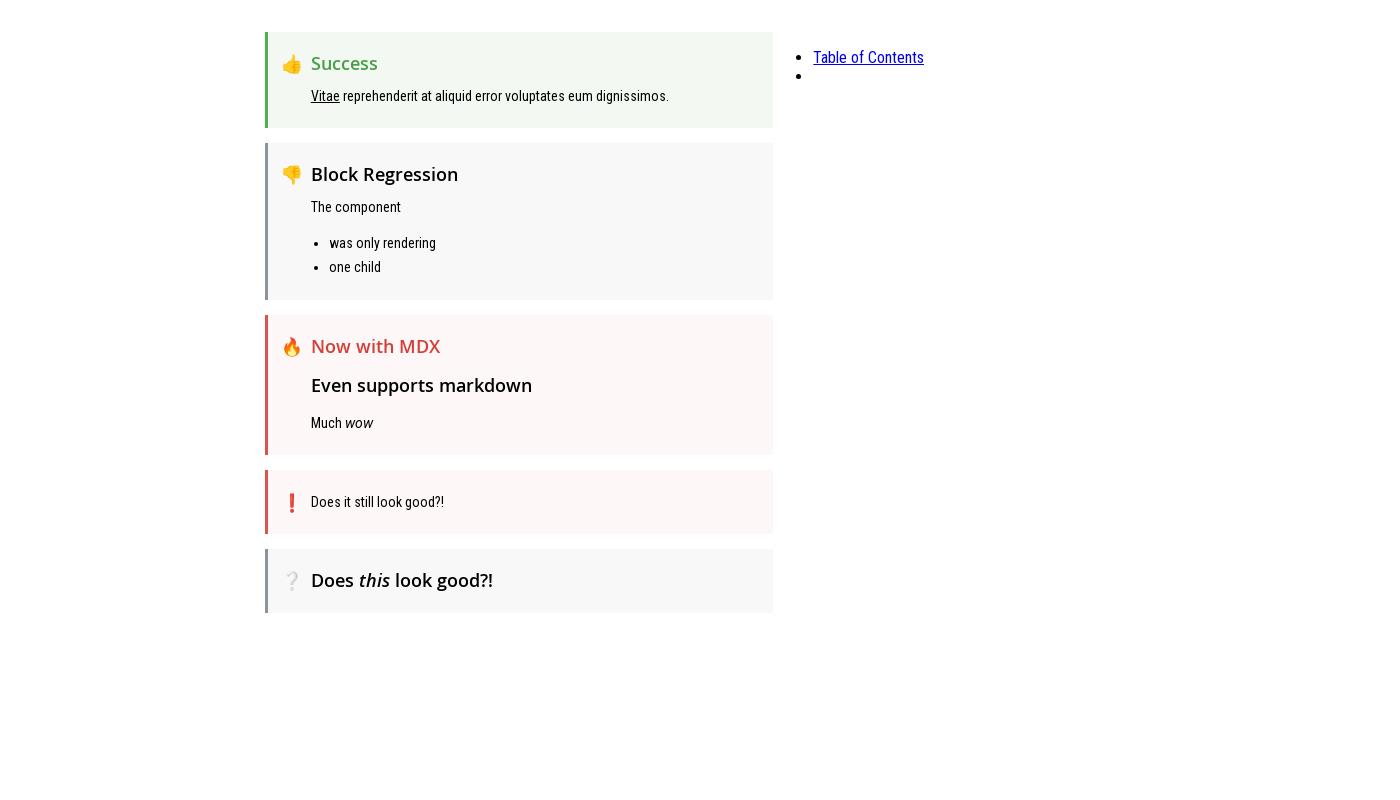 👍 Success
Vitae reprehenderit at aliquid error voluptates eum dignissimos.
👎 Block Regression
The component
• was only rendering
• one child
🔥 Now with MDX
Even supports markdown
Much wow
❗ Does it still look good?!
❔ Does this look good?!
• Table of Contents
•